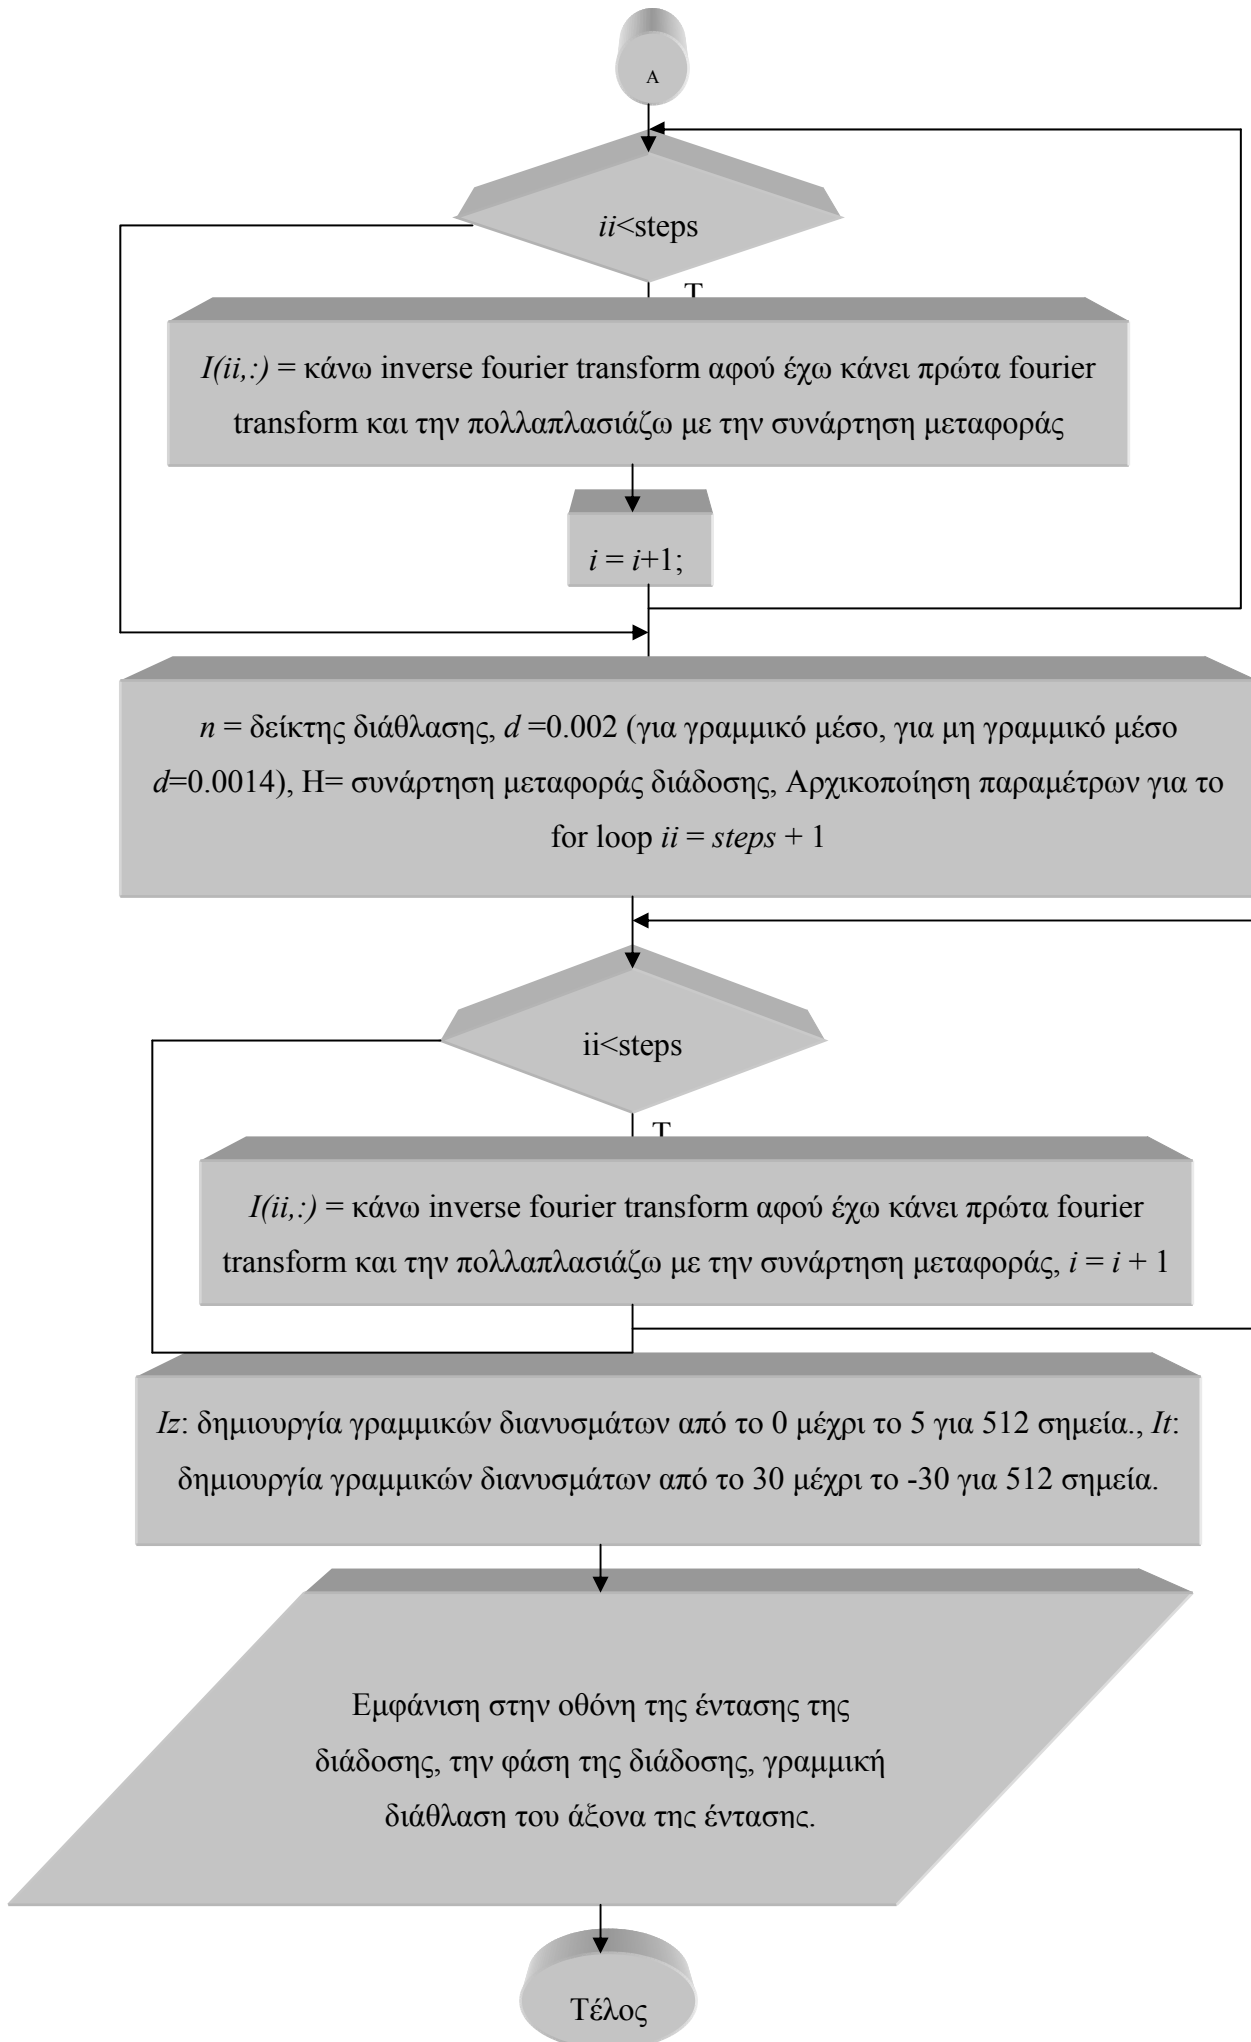 A
ii<steps
T
I(ii,:) = κάνω inverse fourier transform αφού έχω κάνει πρώτα fourier
transform και την πολλαπλασιάζω με την συνάρτηση μεταφοράς
i = i+1;
n = δείκτης διάθλασης, d =0.002 (για γραμμικό μέσο, για μη γραμμικό μέσο
d=0.0014), H= συνάρτηση μεταφοράς διάδοσης, Αρχικοποίηση παραμέτρων για το
for loop ii = steps + 1
ii<steps
T
I(ii,:) = κάνω inverse fourier transform αφού έχω κάνει πρώτα fourier
transform και την πολλαπλασιάζω με την συνάρτηση μεταφοράς, i = i + 1
Iz: δημιουργία γραμμικών διανυσμάτων από το 0 μέχρι το 5 για 512 σημεία., It:
δημιουργία γραμμικών διανυσμάτων από το 30 μέχρι το -30 για 512 σημεία.
Εμφάνιση στην οθόνη της έντασης της
διάδοσης, την φάση της διάδοσης, γραμμική
διάθλαση του άξονα της έντασης.
Τέλος